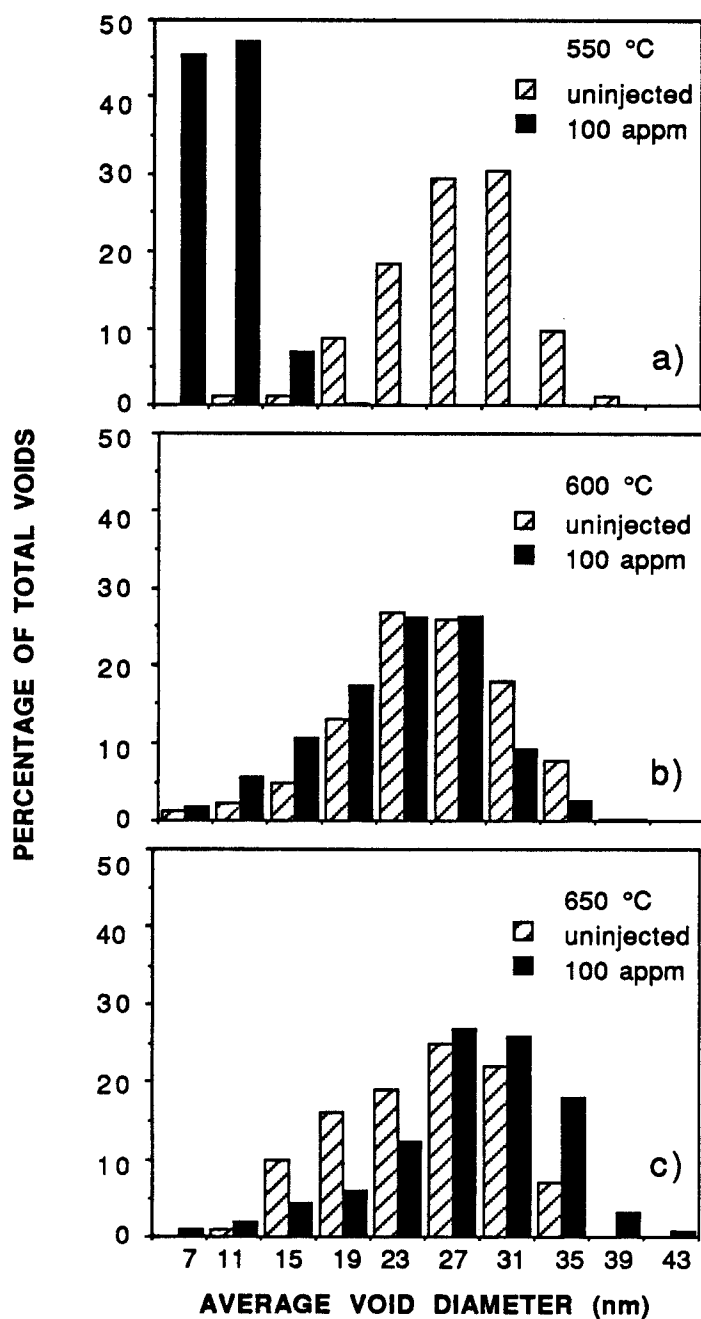 PERCENTAGE OF TOTAL VOIDS
50
40
30
20
10
0
550 °C
uninjected
100 appm
a)
50
40
30
20
10
0
600 °C
uninjected
100 appm
b)
50
40
30
20
10
0
650 °C
uninjected
100 appm
c)
7 11 15 19 23 27 31 35 39 43
AVERAGE VOID DIAMETER (nm)